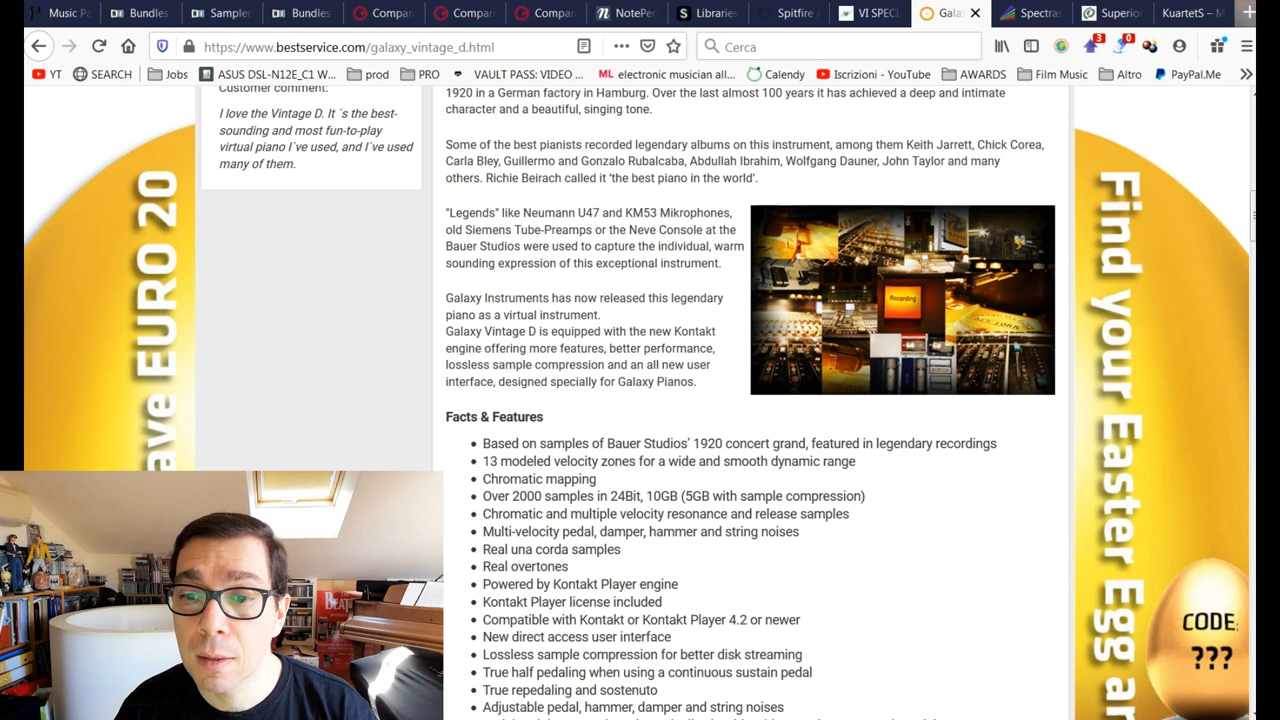 Music Pa
Bundles
Sampler
Bundles
Compar
Compar
Compar
NotePer
Libraries
Spitfire
VI SPECI
Gala
Spectras
Superio
KuartetS – M
https://www.bestservice.com/galaxy_vintage_d.html
Cerca
3
0
YT
SEARCH
Jobs
ASUS DSL-N12E_C1 W...
prod
PRO
VAULT PASS: VIDEO ...
ML electronic musician all...
Calendy
Iscrizioni - YouTube
AWARDS
Film Music
Altro
PayPal.Me
Customer comment:
I love the Vintage D. It ´s the best-
sounding and most fun-to-play
virtual piano I´ve used, and I´ve used
many of them.
1920 in a German factory in Hamburg. Over the last almost 100 years it has achieved a deep and intimate
character and a beautiful, singing tone.
Some of the best pianists recorded legendary albums on this instrument, among them Keith Jarrett, Chick Corea,
Carla Bley, Guillermo and Gonzalo Rubalcaba, Abdullah Ibrahim, Wolfgang Dauner, John Taylor and many
others. Richie Beirach called it ‘the best piano in the world’.
"Legends" like Neumann U47 and KM53 Mikrophones,
old Siemens Tube-Preamps or the Neve Console at the
Bauer Studios were used to capture the individual, warm
sounding expression of this exceptional instrument.
Galaxy Instruments has now released this legendary
piano as a virtual instrument.
Galaxy Vintage D is equipped with the new Kontakt
engine offering more features, better performance,
lossless sample compression and an all new user
interface, designed specially for Galaxy Pianos.
Recording
Facts & Features
Based on samples of Bauer Studios’ 1920 concert grand, featured in legendary recordings
13 modeled velocity zones for a wide and smooth dynamic range
Chromatic mapping
Over 2000 samples in 24Bit, 10GB (5GB with sample compression)
Chromatic and multiple velocity resonance and release samples
Multi-velocity pedal, damper, hammer and string noises
Real una corda samples
Real overtones
Powered by Kontakt Player engine
Kontakt Player license included
Compatible with Kontakt or Kontakt Player 4.2 or newer
New direct access user interface
Lossless sample compression for better disk streaming
True half pedaling when using a continuous sustain pedal
True repedaling and sostenuto
Adjustable pedal, hammer, damper and string noises
ave EURO 20
Find your Easter Egg an
CODE:
???